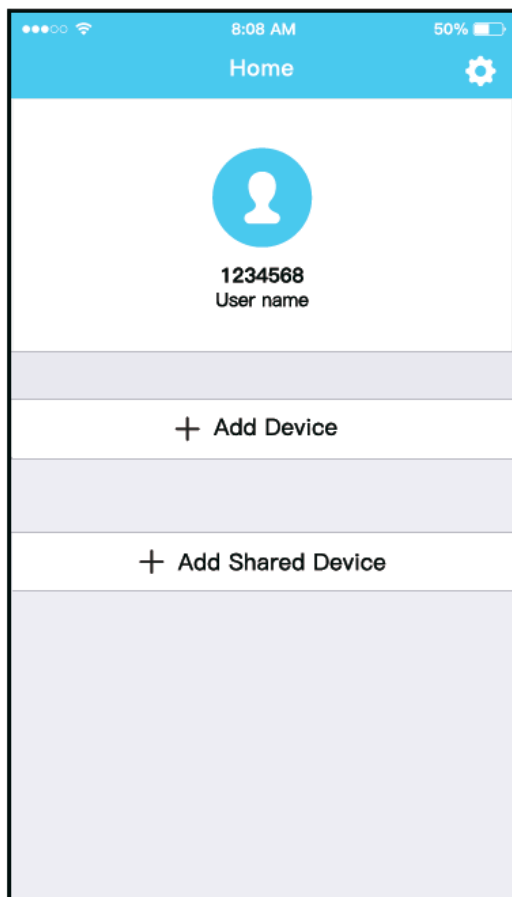 8:08 AM
50%
Home
1234568
User name
+ Add Device
+ Add Shared Device